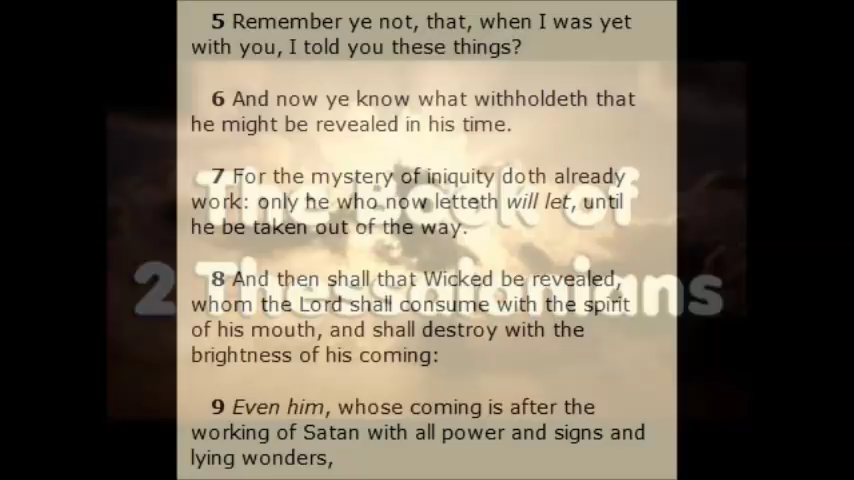 5 Remember ye not, that, when I was yet
with you, I told you these things?
6 And now ye know what withholdeth that
he might be revealed in his time.
7 For the mystery of iniquity doth already
work: only he who now letteth will let, until
he be taken out of the way.
8 And then shall that Wicked be revealed,
whom the Lord shall consume with the spirit
of his mouth, and shall destroy with the
brightness of his coming:
9 Even him, whose coming is after the
working of Satan with all power and signs and
lying wonders,
The Book of
2 Thessalonians